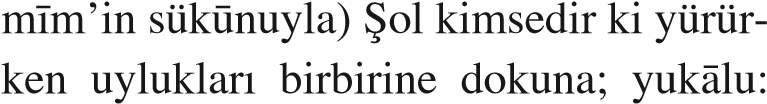 mīm’in sükūnuyla) Şol kimsedir ki yürür-
ken uylukları birbirine dokuna; yukālu: